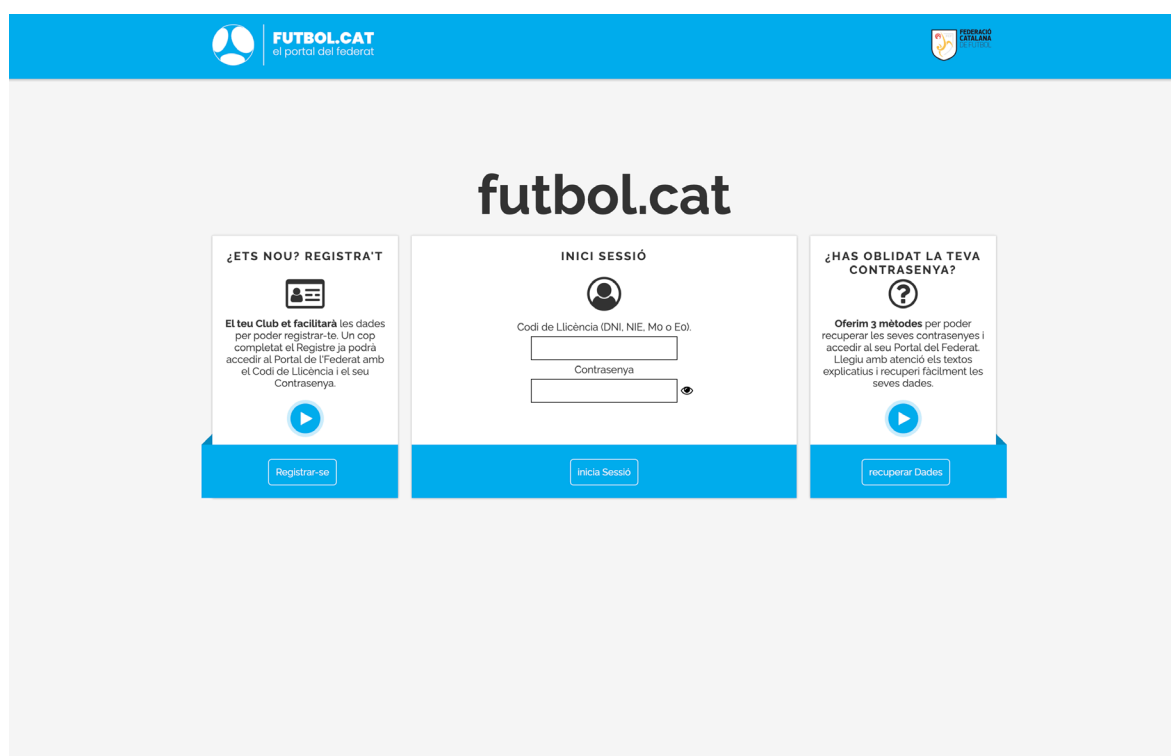 FUTBOL.CAT
el portal del federat
FEDERACIÓ
CATALANA
DE FUTBOL
futbol.cat
¿ETS NOU? REGISTRA'T
El teu Club et facilitarà les dades
per poder registrar-te. Un cop
completat el Registre ja podrà
accedir al Portal de l'Federat amb
el Codi de Llicència i el seu
Contrasenya.
Registrar-se
INICI SESSIÓ
Codi de Llicència (DNI, NIE, M0 o E0).
Contrasenya
inicia Sessió
¿HAS OBLIDAT LA TEVA
CONTRASENYA?
Oferim 3 mètodes per poder
recuperar les seves contrasenyes i
accedir al seu Portal del Federat.
Llegiu amb atenció els textos
explicatius i recuperi fàcilment les
seves dades.
recuperar Dades